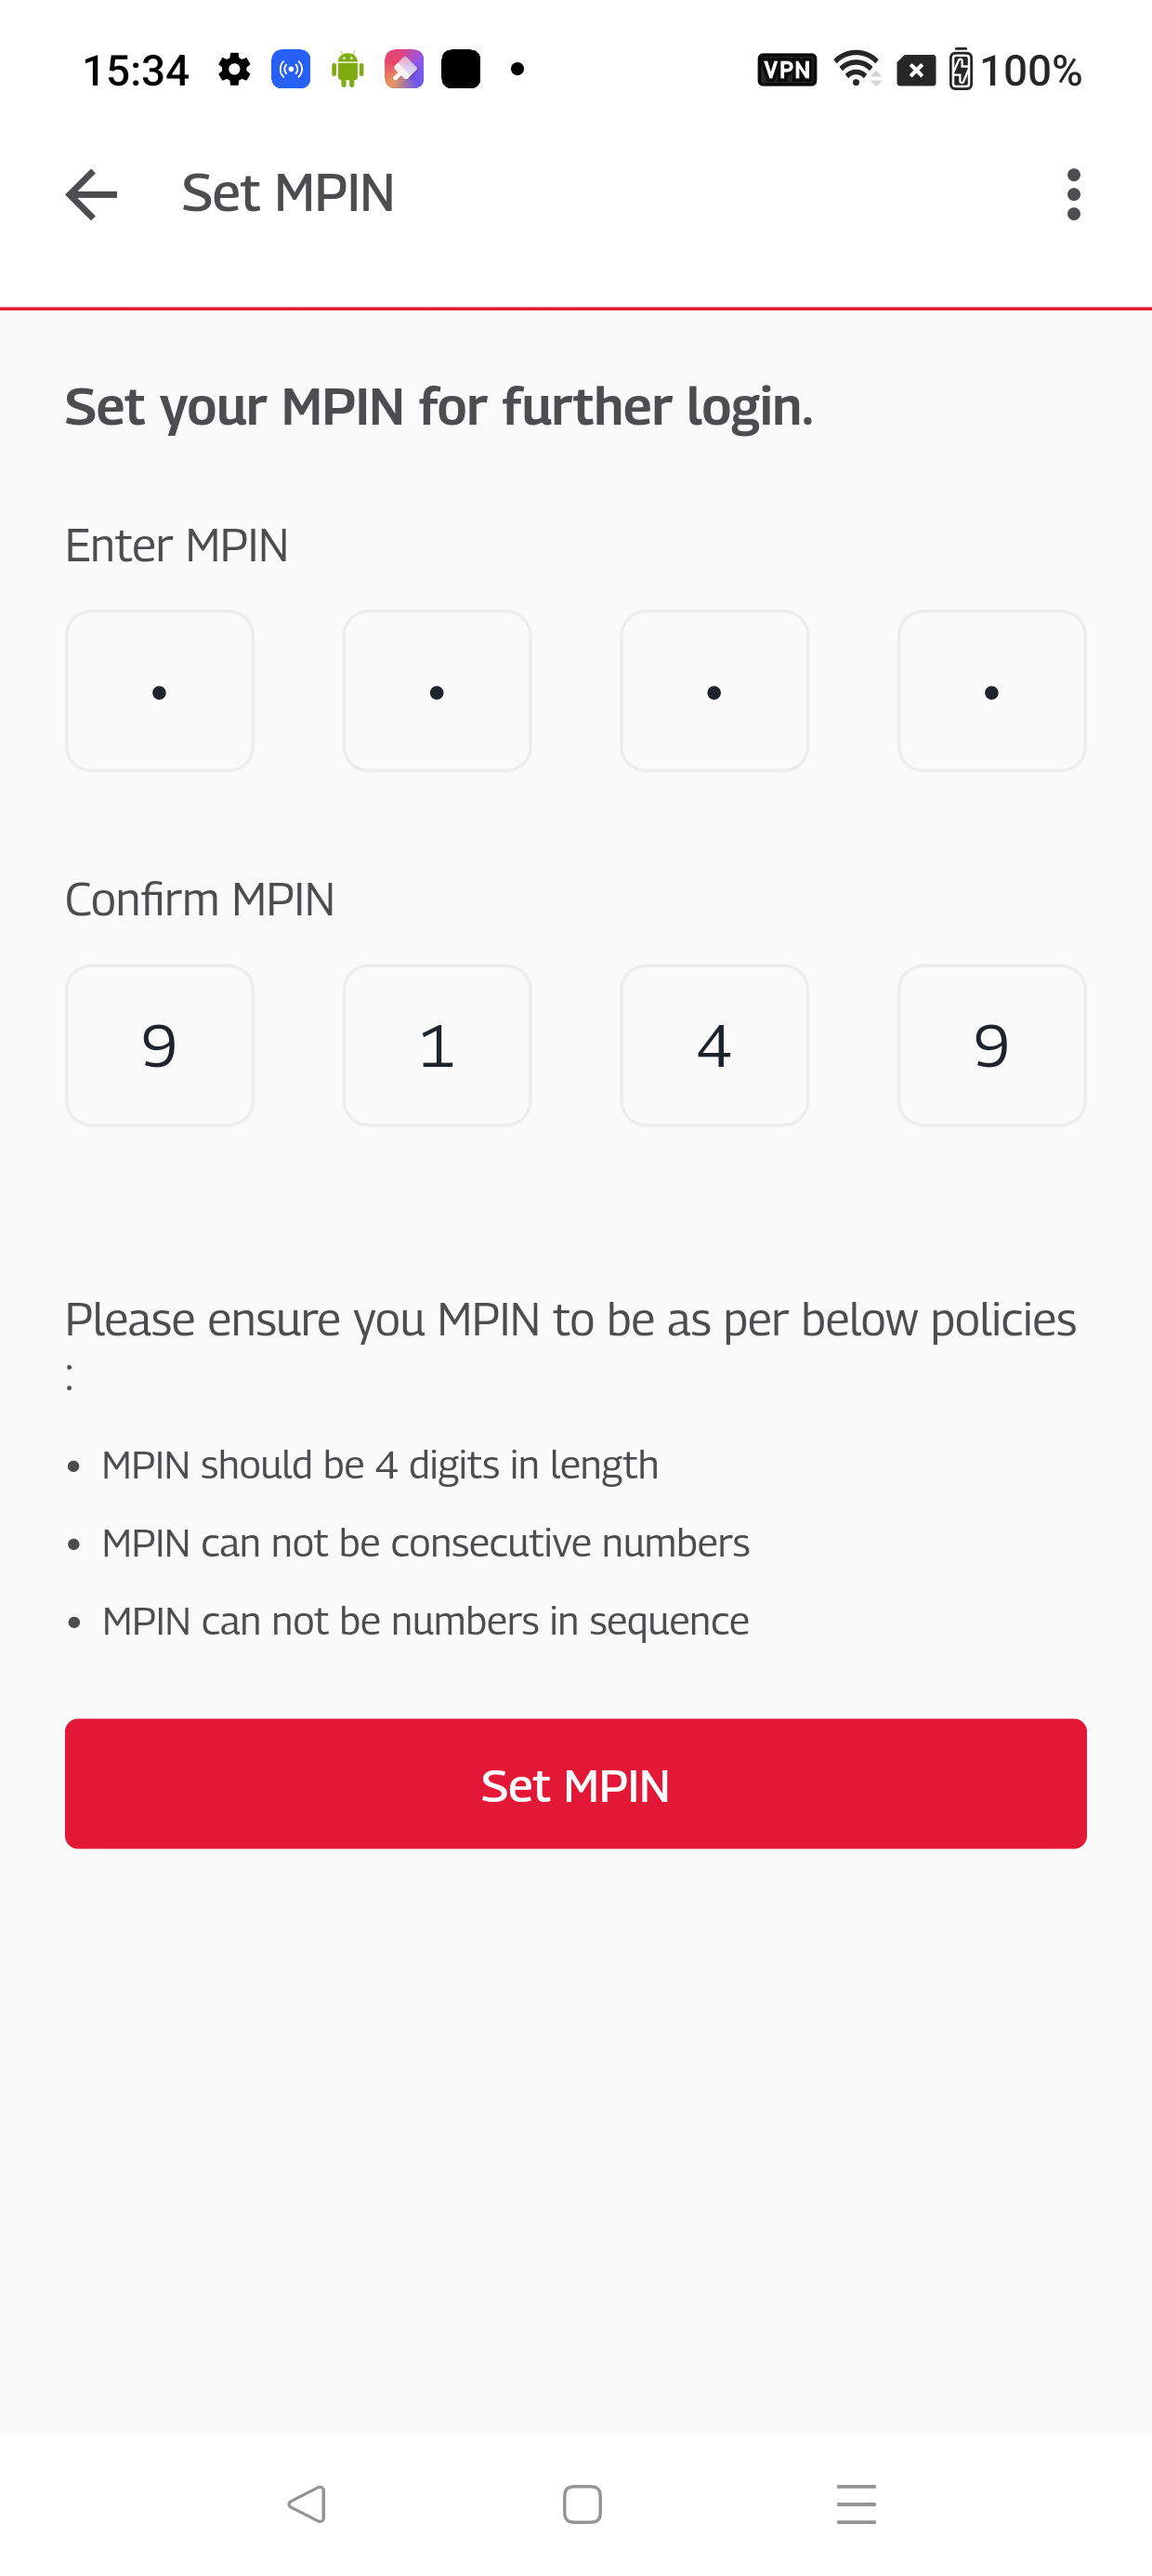 15:34
VPN
100%
Set MPIN
Set your MPIN for further login.
Enter MPIN
• • • •
Confirm MPIN
9 1 4 9
Please ensure you MPIN to be as per below policies
:
• MPIN should be 4 digits in length
• MPIN can not be consecutive numbers
• MPIN can not be numbers in sequence
Set MPIN